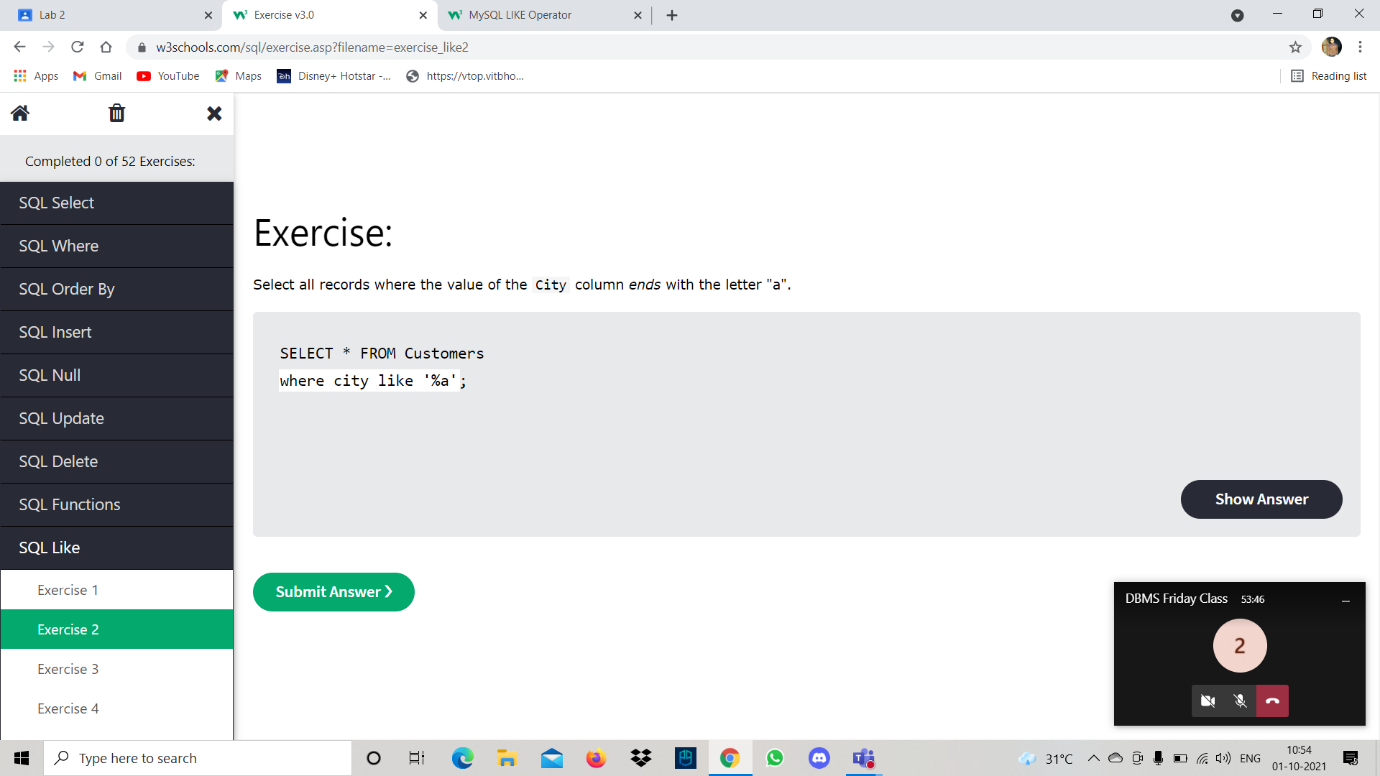 Lab 2
Exercise v3.0
MySQL LIKE Operator
w3schools.com/sql/exercise.asp?filename=exercise_like2
Apps
Gmail
YouTube
Maps
Disney+ Hotstar -...
https://vtop.vitbho...
Reading list
Completed 0 of 52 Exercises:
SQL Select
SQL Where
SQL Order By
SQL Insert
SQL Null
SQL Update
SQL Delete
SQL Functions
SQL Like
Exercise 1
Exercise 2
Exercise 3
Exercise 4
Exercise:
Select all records where the value of the City column ends with the letter "a".
SELECT * FROM Customers
where city like '%a';
Show Answer
Submit Answer ❯
DBMS Friday Class 53:46
2
Type here to search
31°C
ENG
10:54
01-10-2021